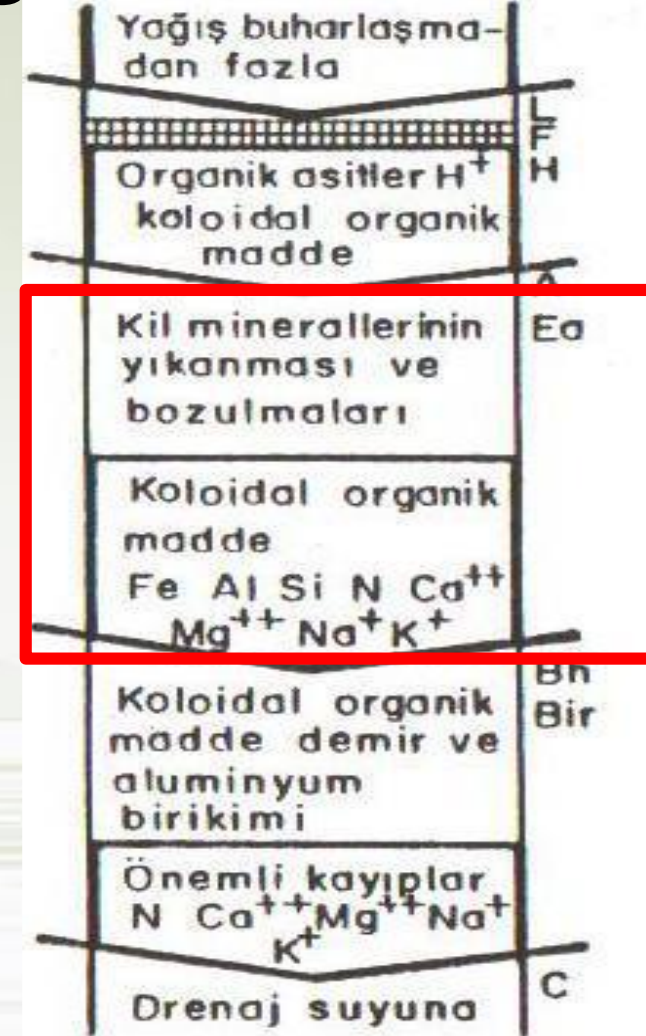 Yağış buharlaşma-
dan fazla
L
F
Organik asitler H⁺ H
koloidal organik
madde
A
Kil minerallerinin Ea
yıkanması ve
bozulmaları
Koloidal organik
madde
Fe Al Si N Ca⁺⁺
Mg⁺⁺ Na⁺ K⁺
Bh
Koloidal organik Bir
madde demir ve
aluminyum
birikimi
Önemli kayıplar
N Ca⁺⁺ Mg⁺⁺ Na⁺
K⁺
C
Drenaj suyuna